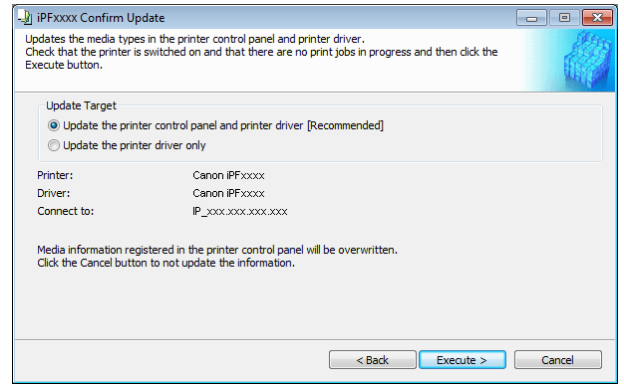 iPFxxxx Confirm Update
Updates the media types in the printer control panel and printer driver.
Check that the printer is switched on and that there are no print jobs in progress and then click the
Execute button.
Update Target
Update the printer control panel and printer driver [Recommended]
Update the printer driver only
Printer: Canon iPFxxxx
Driver: Canon iPFxxxx
Connect to: IP_xxx.xxx.xxx.xxx
Media information registered in the printer control panel will be overwritten.
Click the Cancel button to not update the information.
< Back Execute > Cancel